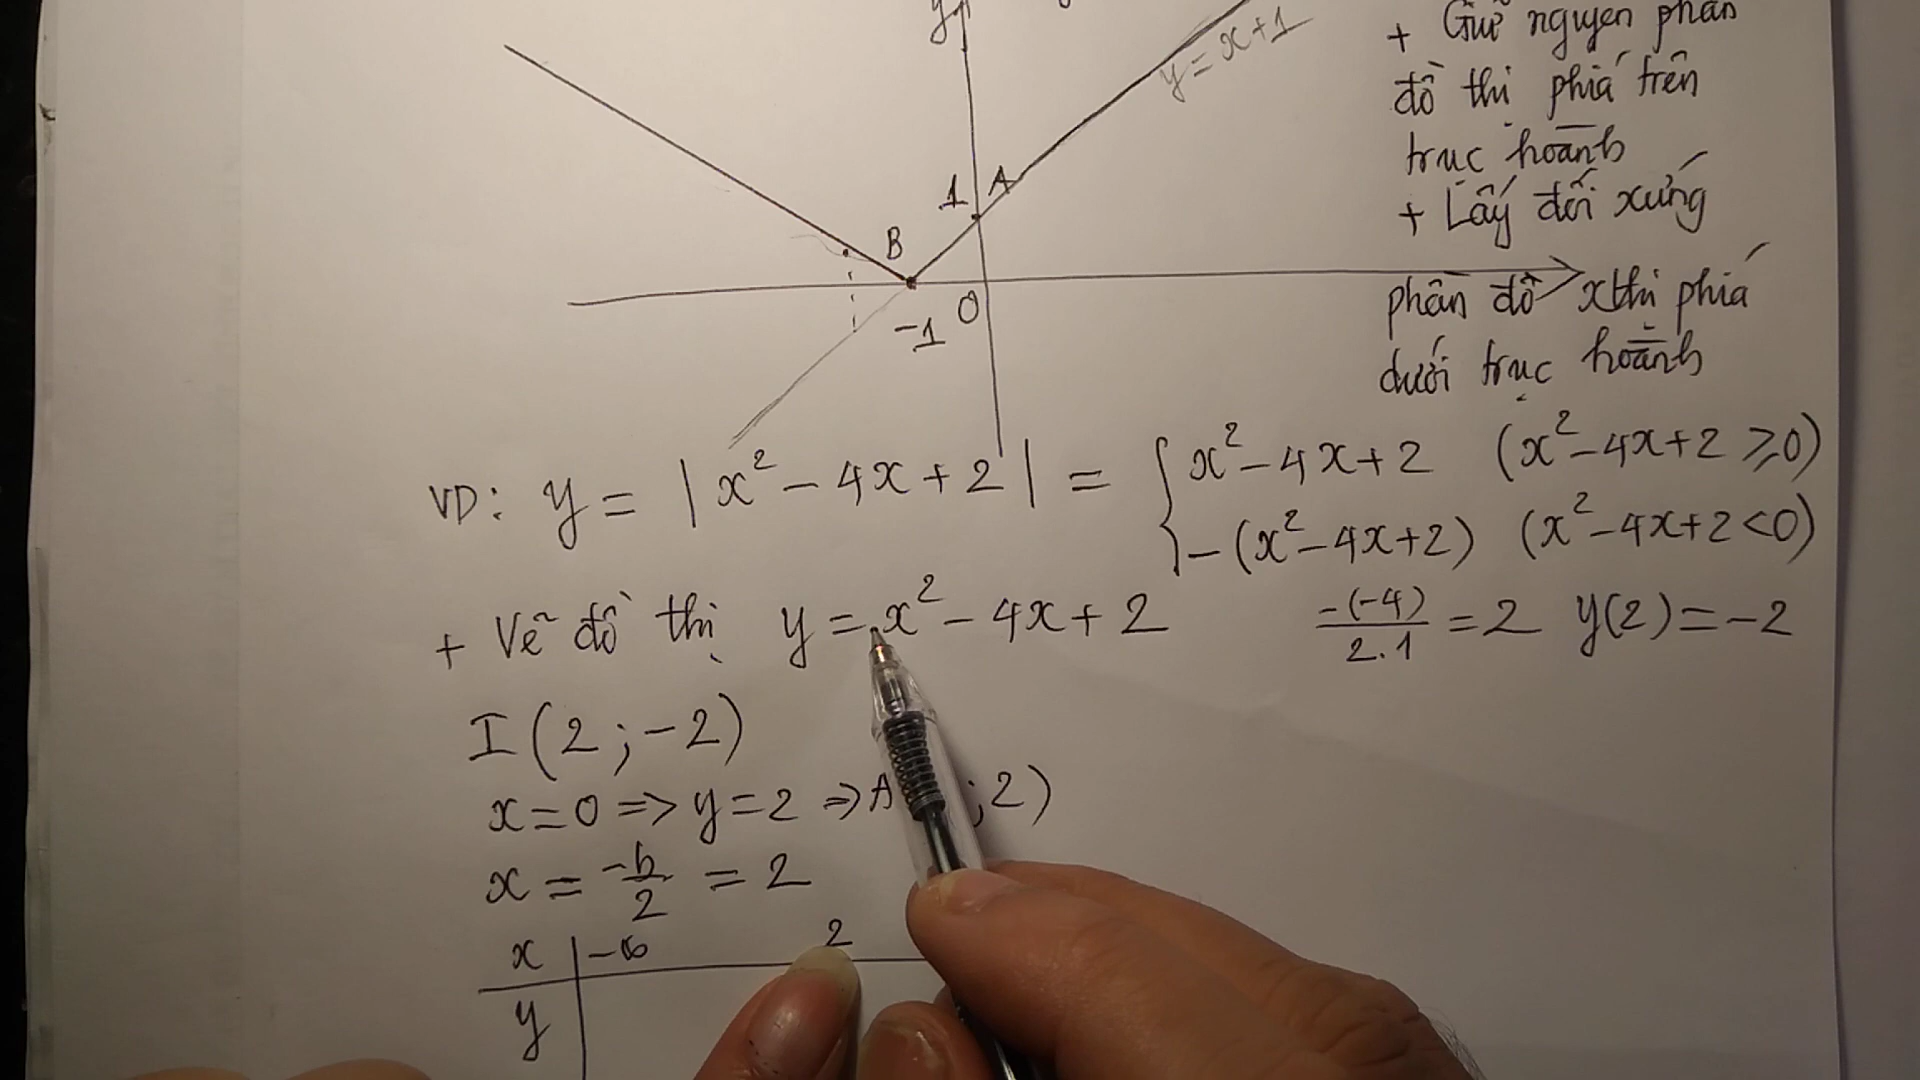 y
y = x+1
1 A
B
-1 O
+ Giữ nguyên phần
đồ thị phía trên
trục hoành
+ Lấy đối xứng
phần đồ thị phía
x
dưới trục hoành
VD: y = |x² - 4x + 2| = { x² - 4x + 2 (x² - 4x + 2 ≥ 0)
- (x² - 4x + 2) (x² - 4x + 2 < 0)
+ Vẽ đồ thị y = x² - 4x + 2 -(-4)/2.1 = 2 y(2) = -2
I(2 ; -2)
x = 0 => y = 2 => A ;2)
x = -b/2 = 2
x | -∞ 2
y